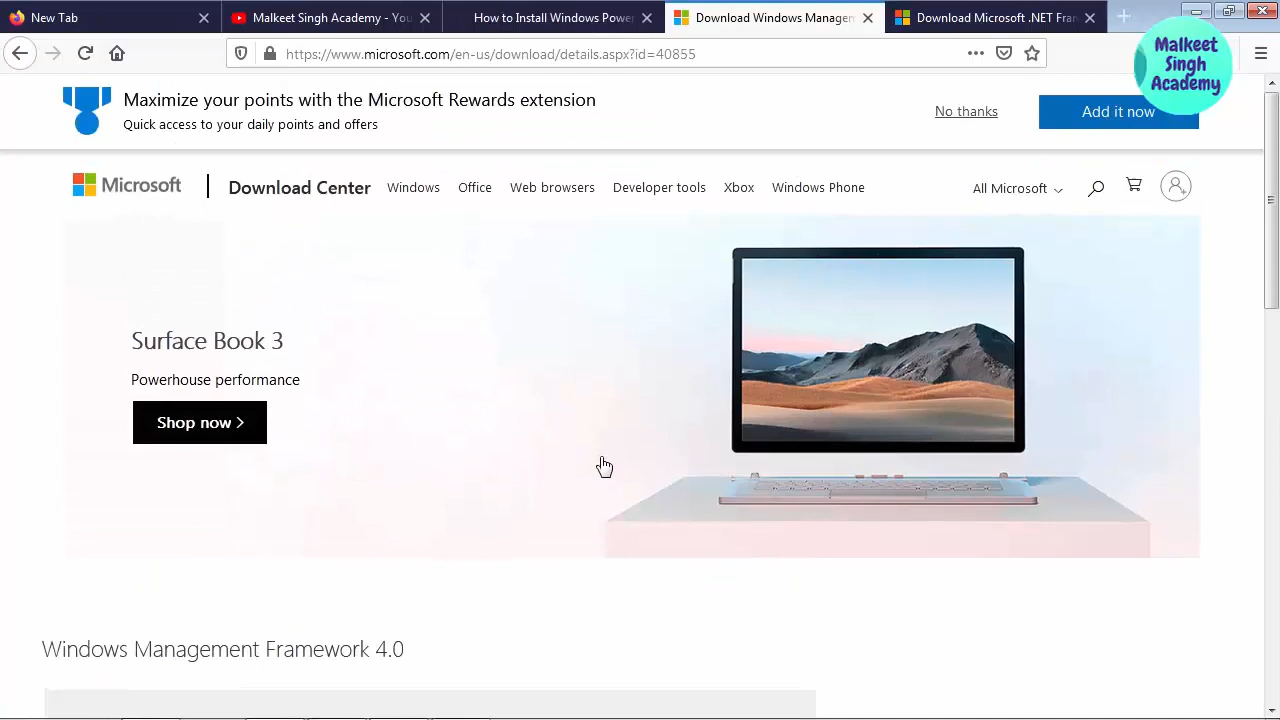 New Tab
Malkeet Singh Academy - You
How to Install Windows Power
Download Windows Managem
Download Microsoft .NET Fran
https://www.microsoft.com/en-us/download/details.aspx?id=40855
Malkeet
Singh
Academy
Maximize your points with the Microsoft Rewards extension
Quick access to your daily points and offers
No thanks
Add it now
Microsoft
Download Center
Windows
Office
Web browsers
Developer tools
Xbox
Windows Phone
All Microsoft
Surface Book 3
Powerhouse performance
Shop now >
Windows Management Framework 4.0